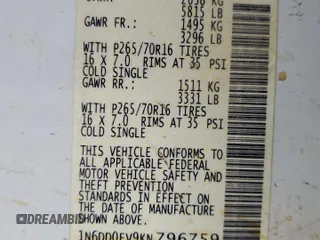 5815 LB
GAWR FR.: 1495 KG
3296 LB
WITH P265/70R16 TIRES
16 X 7.0 RIMS AT 35 PSI
COLD SINGLE
GAWR RR.: 1511 KG
3331 LB
WITH P265/70R16 TIRES
16 X 7.0 RIMS AT 35 PSI
COLD SINGLE
THIS VEHICLE CONFORMS TO
ALL APPLICABLE FEDERAL
MOTOR VEHICLE SAFETY AND
THEFT PREVENTION
STANDARDS IN EFFECT ON
THE DATE OF MANUFACTURE
SHOWN ABOVE
DREAMBID